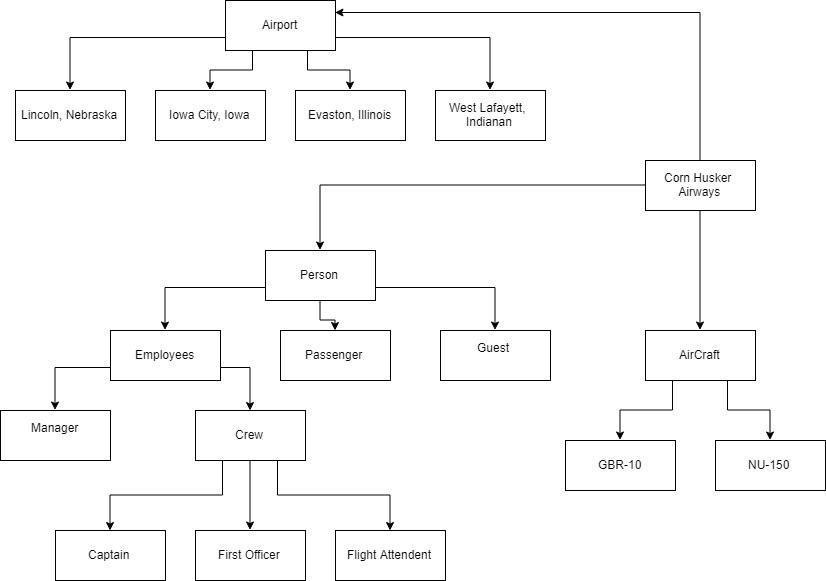 Airport
Lincoln, Nebraska
Iowa City, Iowa
Evaston, Illinois
West Lafayett,
Indianan
Corn Husker
Airways
Person
Employees
Passenger
Guest
AirCraft
Manager
Crew
GBR-10
NU-150
Captain
First Officer
Flight Attendent